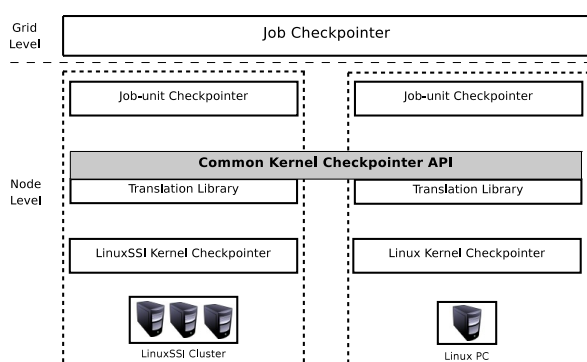 Grid
Level
Job Checkpointer
Job-unit Checkpointer
Job-unit Checkpointer
Common Kernel Checkpointer API
Node
Level
Translation Library
Translation Library
LinuxSSI Kernel Checkpointer
Linux Kernel Checkpointer
LinuxSSI Cluster
Linux PC